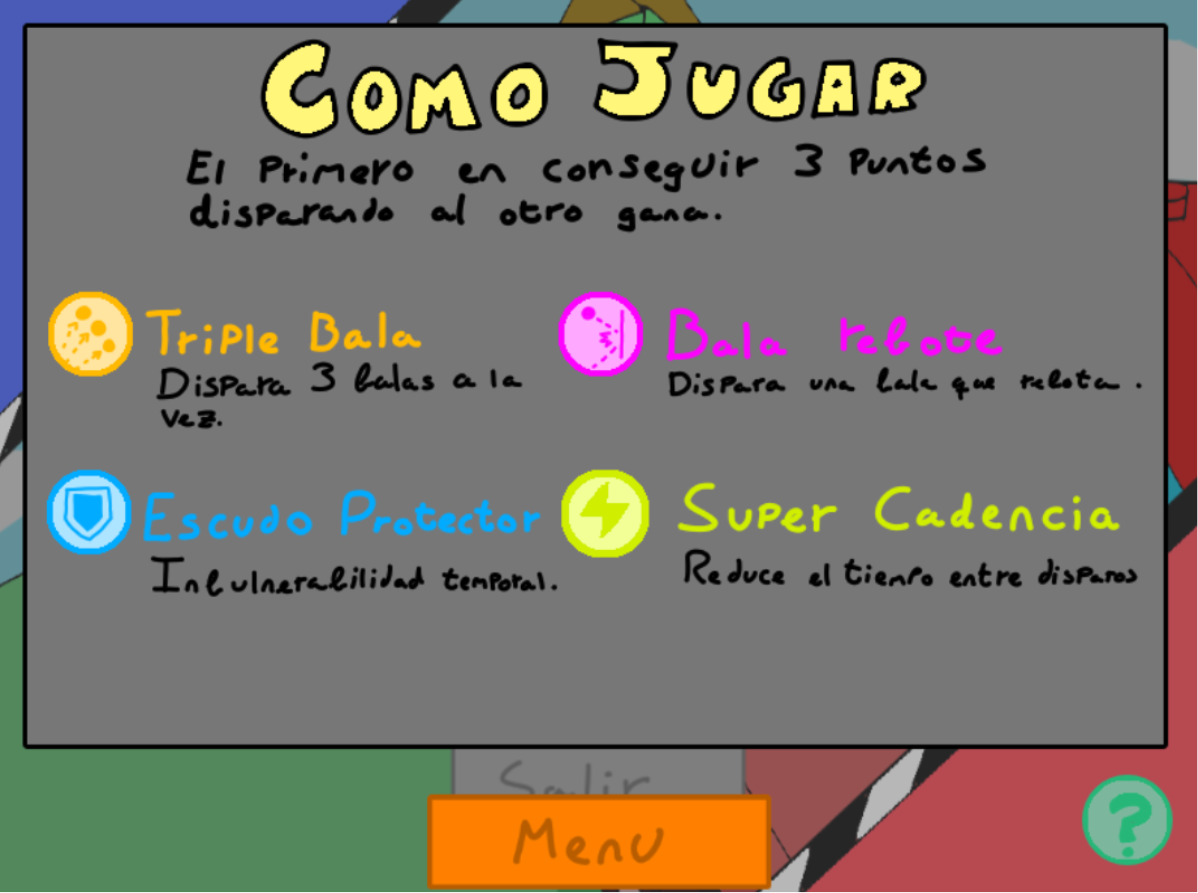 COMO JUGAR
El Primero en conseguir 3 Puntos
disparando al otro gana.
Triple Bala
Dispara 3 balas a la
vez.
Bala rebote
Dispara una bala que rebota.
Escudo Protector
Inbulnerabilidad temporal.
Super Cadencia
Reduce el tiempo entre disparos
Salir
Menu
?